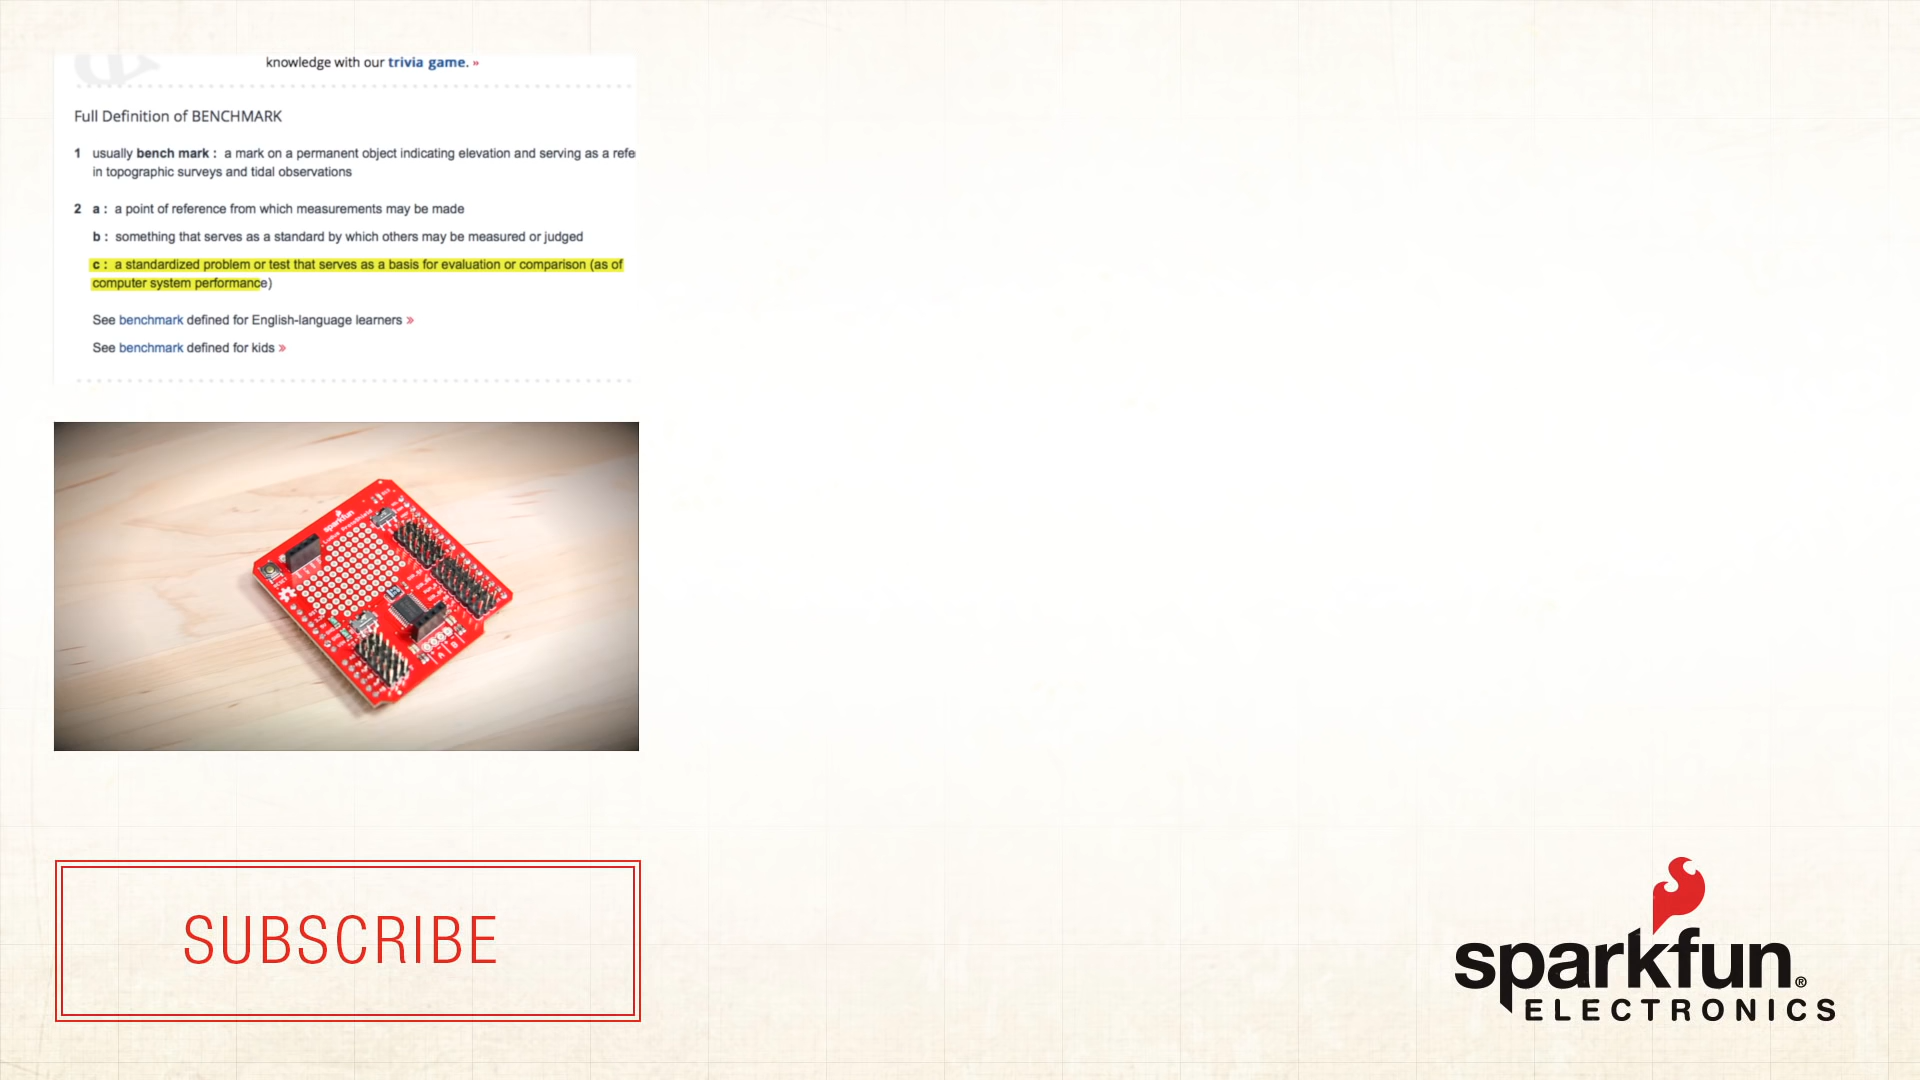 knowledge with our trivia game. »
Full Definition of BENCHMARK
1 usually bench mark : a mark on a permanent object indicating elevation and serving as a refe
in topographic surveys and tidal observations
2 a : a point of reference from which measurements may be made
b : something that serves as a standard by which others may be measured or judged
c : a standardized problem or test that serves as a basis for evaluation or comparison (as of
computer system performance)
See benchmark defined for English-language learners »
See benchmark defined for kids »
sparkfun
SUBSCRIBE
sparkfun®
ELECTRONICS